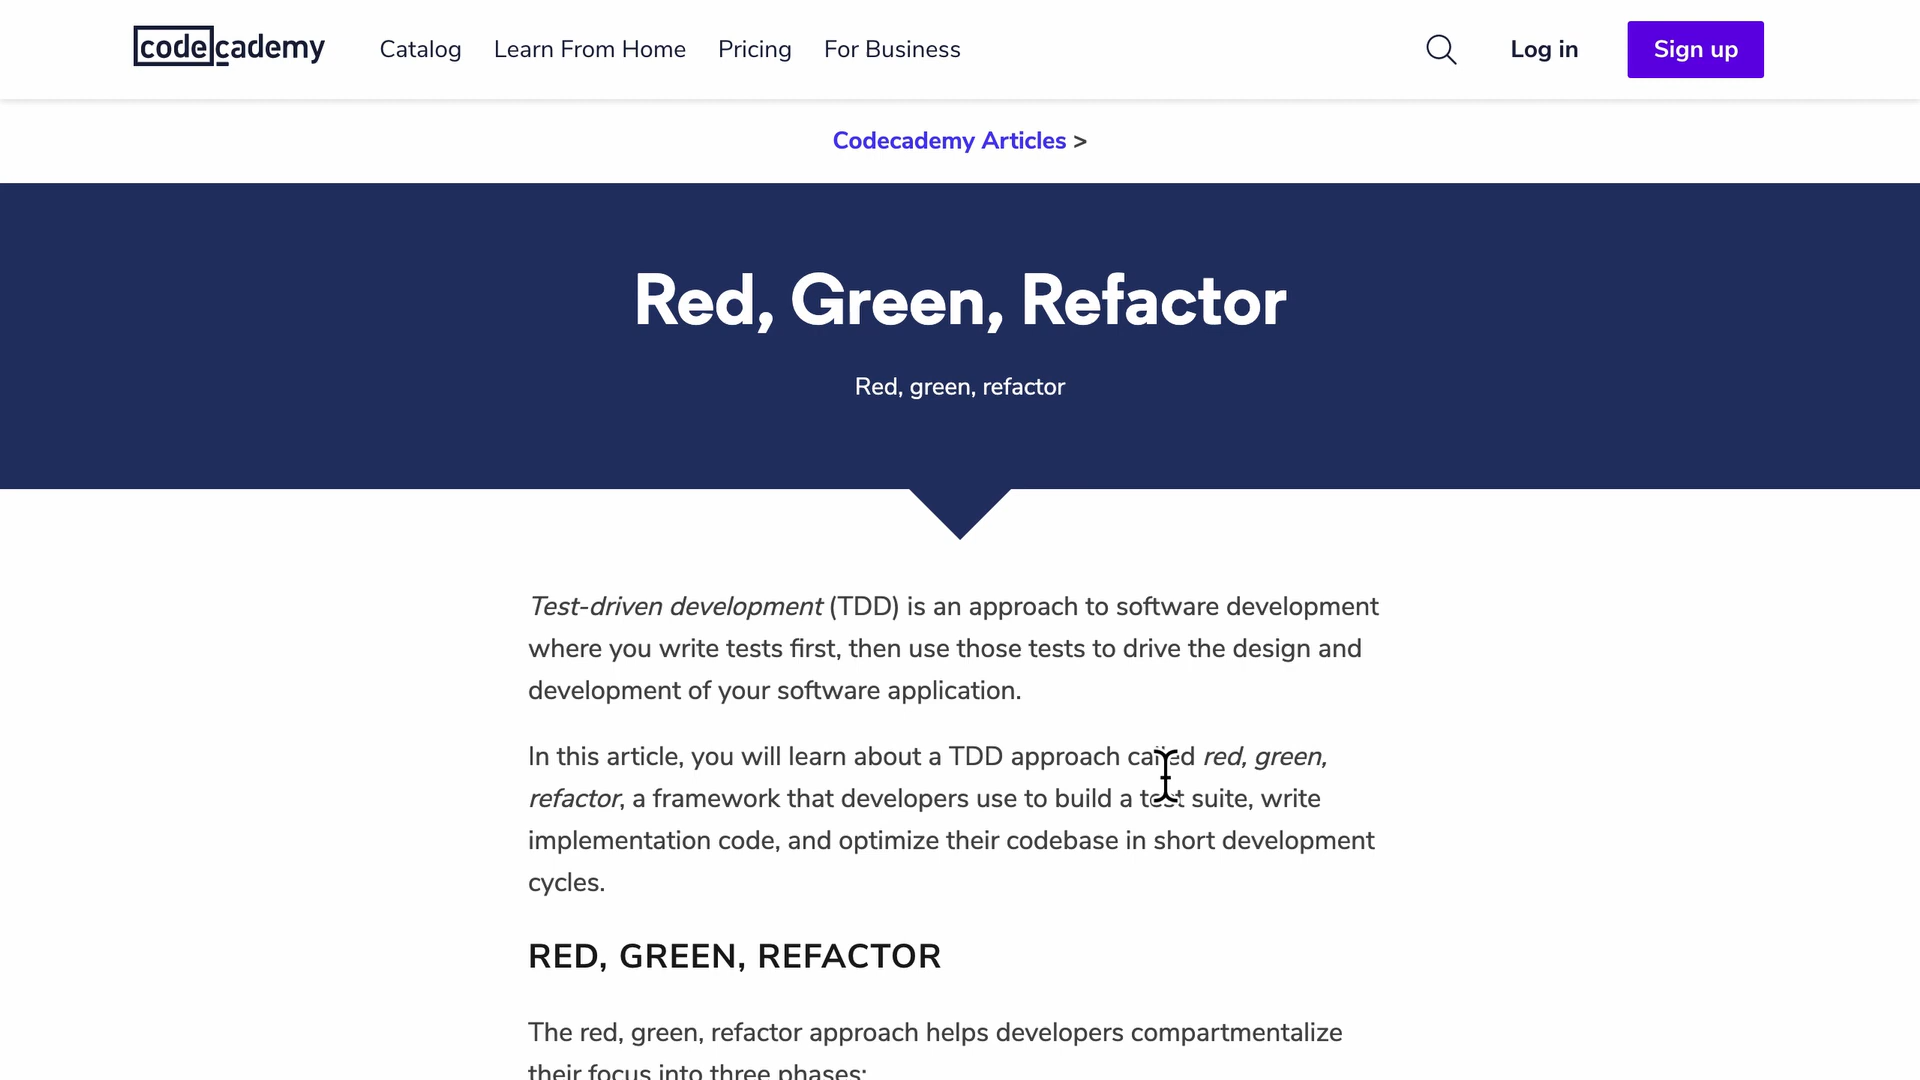 codecademy Catalog Learn From Home Pricing For Business Log in Sign up
Codecademy Articles >
Red, Green, Refactor
Red, green, refactor
Test-driven development (TDD) is an approach to software development
where you write tests first, then use those tests to drive the design and
development of your software application.
In this article, you will learn about a TDD approach called red, green,
refactor, a framework that developers use to build a test suite, write
implementation code, and optimize their codebase in short development
cycles.
RED, GREEN, REFACTOR
The red, green, refactor approach helps developers compartmentalize
their focus into three phases: